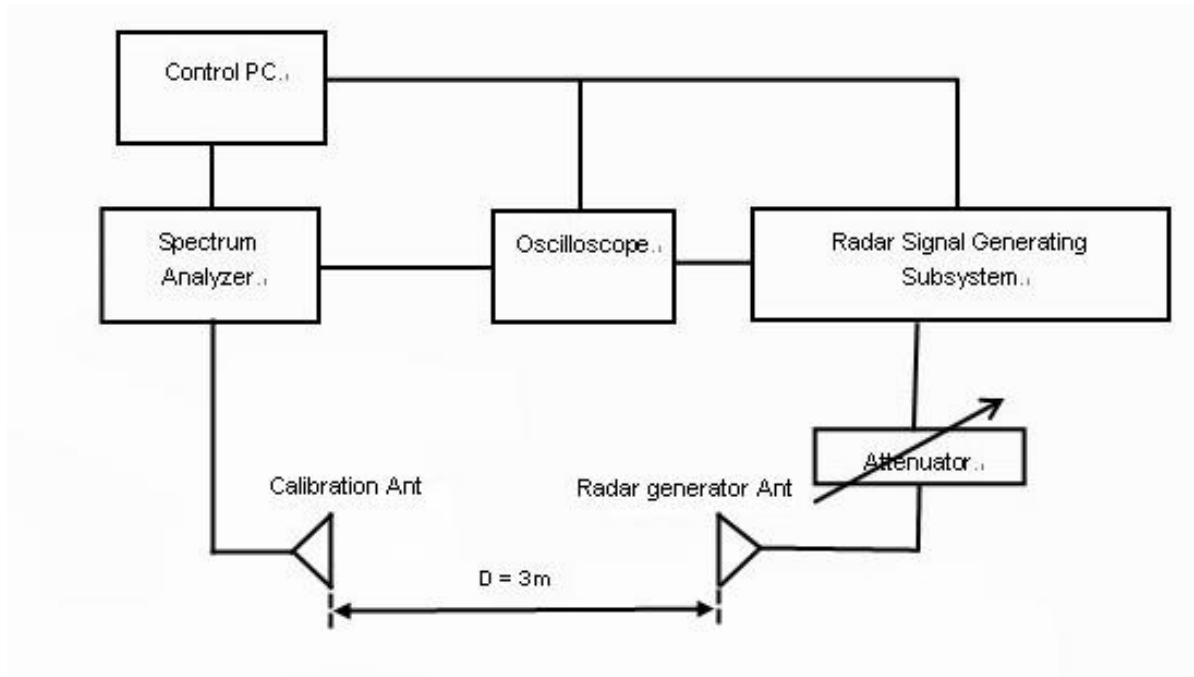 Control PC.
Spectrum
Analyzer.
Oscilloscope.
Radar Signal Generating
Subsystem.
Attenuator.
Calibration Ant
Radar generator Ant
D = 3m